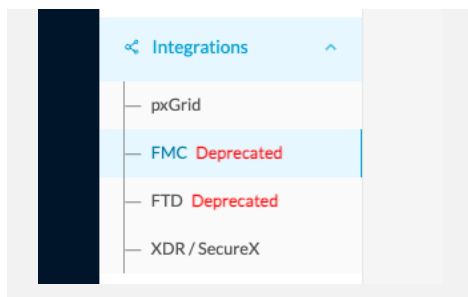 Integrations
pxGrid
FMC Deprecated
FTD Deprecated
XDR / SecureX